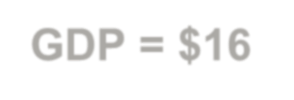 GDP = $16